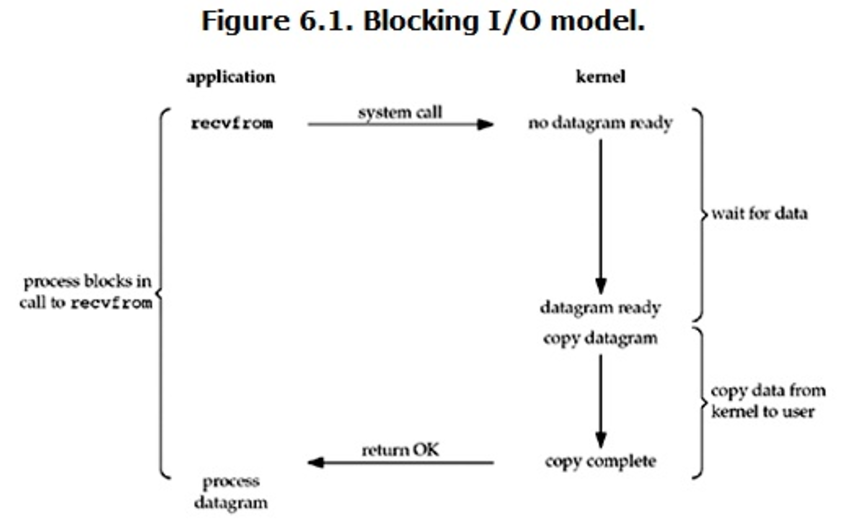 Figure 6.1. Blocking I/O model.
application
kernel
recvfrom
system call
no datagram ready
wait for data
process blocks in
call to recvfrom
datagram ready
copy datagram
copy data from
kernel to user
return OK
copy complete
process
datagram